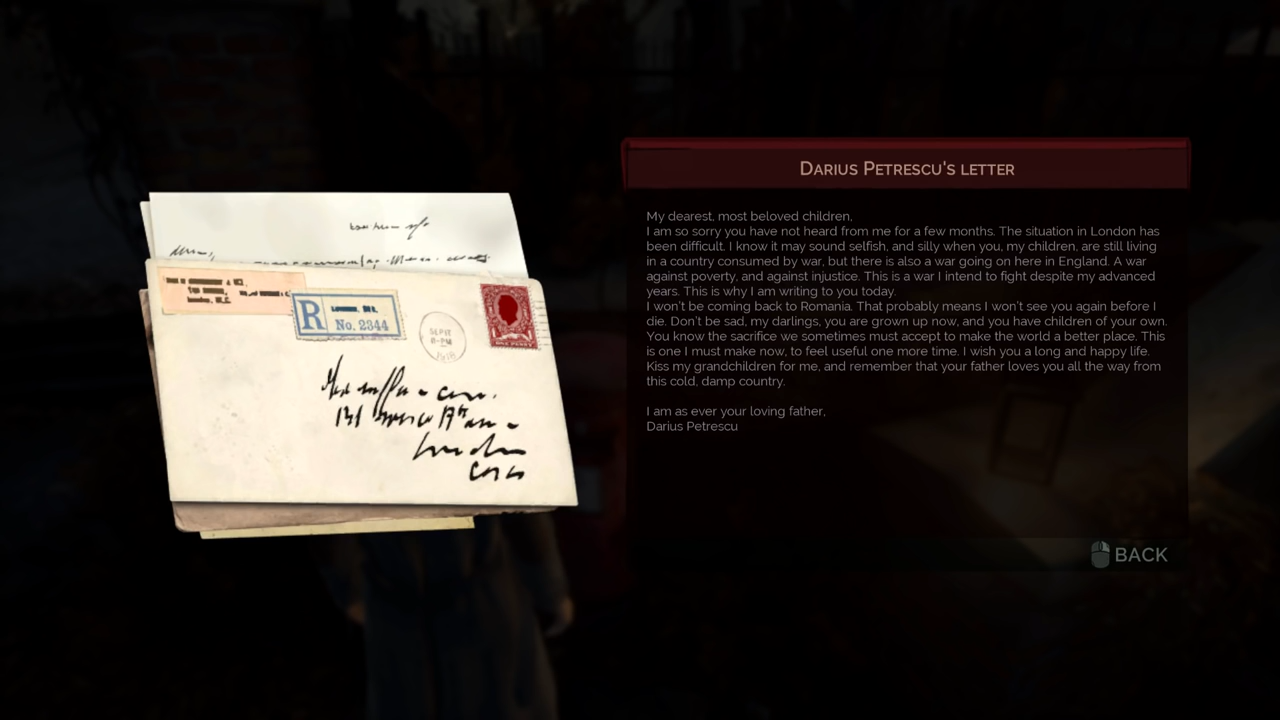 DARIUS PETRESCU'S LETTER
My dearest, most beloved children,
I am so sorry you have not heard from me for a few months. The situation in London has
been difficult. I know it may sound selfish, and silly when you, my children, are still living
in a country consumed by war, but there is also a war going on here in England. A war
against poverty, and against injustice. This is a war I intend to fight despite my advanced
years. This is why I am writing to you today.
I won't be coming back to Romania. That probably means I won't see you again before I
die. Don't be sad, my darlings, you are grown up now, and you have children of your own.
You know the sacrifice we sometimes must accept to make the world a better place. This
is one I must make now, to feel useful one more time. I wish you a long and happy life.
Kiss my grandchildren for me, and remember that your father loves you all the way from
this cold, damp country.
I am as ever your loving father,
Darius Petrescu
R
No. 2344
SEP 17
8-PM
ONE PENNY
London
BACK